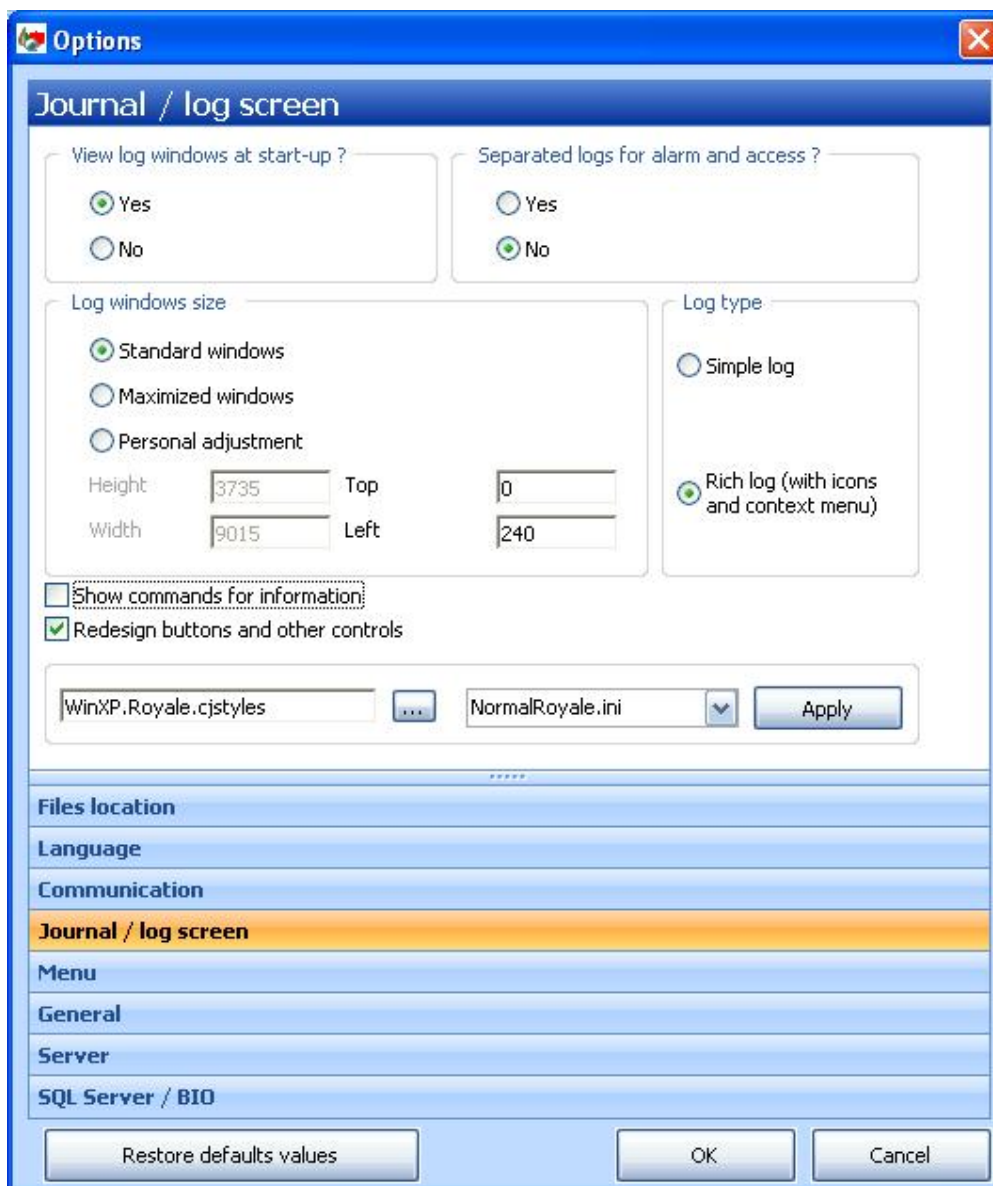 Options
Journal / log screen
View log windows at start-up ?
Separated logs for alarm and access ?
Yes
Yes
No
No
Log windows size
Log type
Standard windows
Simple log
Maximized windows
Personal adjustment
Height 3735 Top 0
Rich log (with icons
and context menu)
Width 9015 Left 240
Show commands for information
Redesign buttons and other controls
WinXP.Royale.cjstyles ... NormalRoyale.ini Apply
Files location
Language
Communication
Journal / log screen
Menu
General
Server
SQL Server / BIO
Restore defaults values OK Cancel